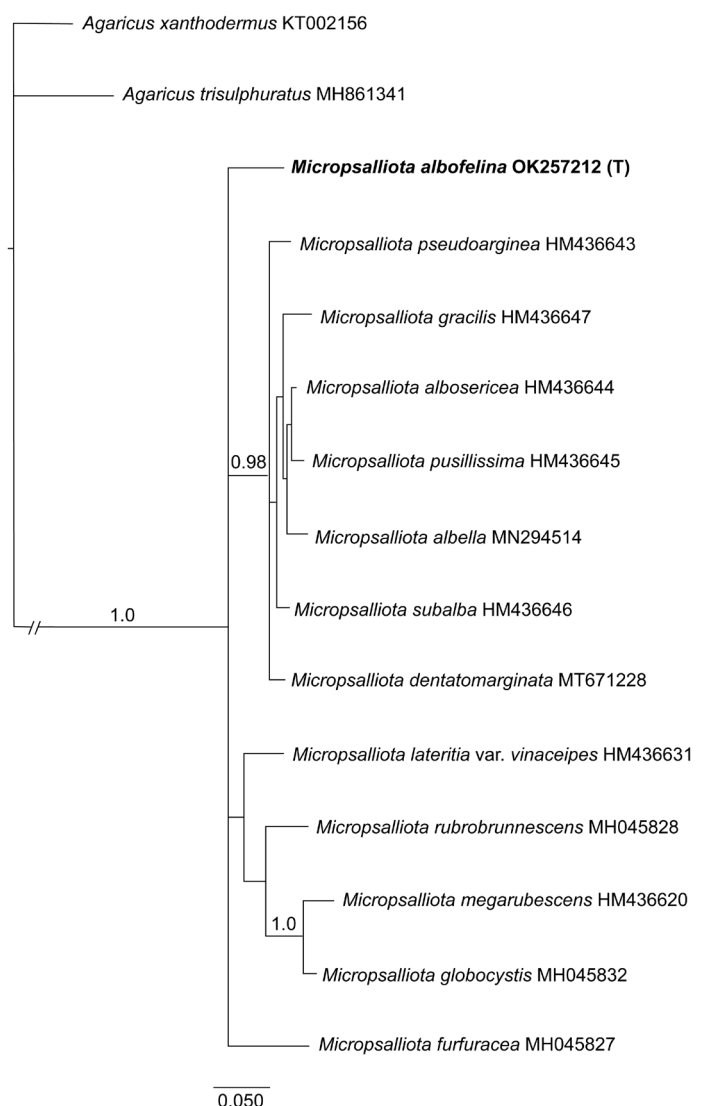 Agaricus xanthodermus KT002156
Agaricus trisulphuratus MH861341
Micropsalliota albofelina OK257212 (T)
Micropsalliota pseudoarginea HM436643
Micropsalliota gracilis HM436647
Micropsalliota albosericea HM436644
0.98
Micropsalliota pusillissima HM436645
Micropsalliota albella MN294514
Micropsalliota subalba HM436646
1.0
Micropsalliota dentatomarginata MT671228
Micropsalliota lateritia var. vinaceipes HM436631
Micropsalliota rubrobrunnescens MH045828
Micropsalliota megarubescens HM436620
1.0
Micropsalliota globocystis MH045832
Micropsalliota furfuracea MH045827
0.050